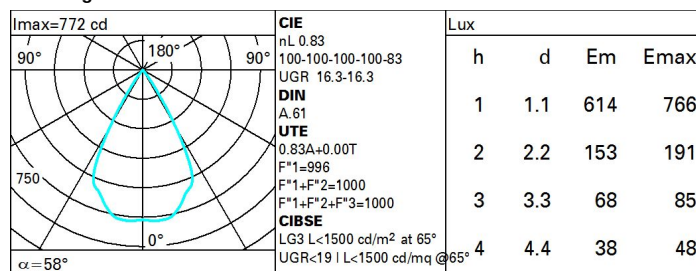 Imax=772 cd
90°
180°
90°
750
0°
α=58°
CIE
nL 0.83
100-100-100-100-83
UGR 16.3-16.3
DIN
A.61
UTE
0.83A+0.00T
F"1=996
F"1+F"2=1000
F"1+F"2+F"3=1000
CIBSE
LG3 L<1500 cd/m² at 65°
UGR<19 | L<1500 cd/mq @65°
Lux
h d Em Emax
1 1.1 614 766
2 2.2 153 191
3 3.3 68 85
4 4.4 38 48